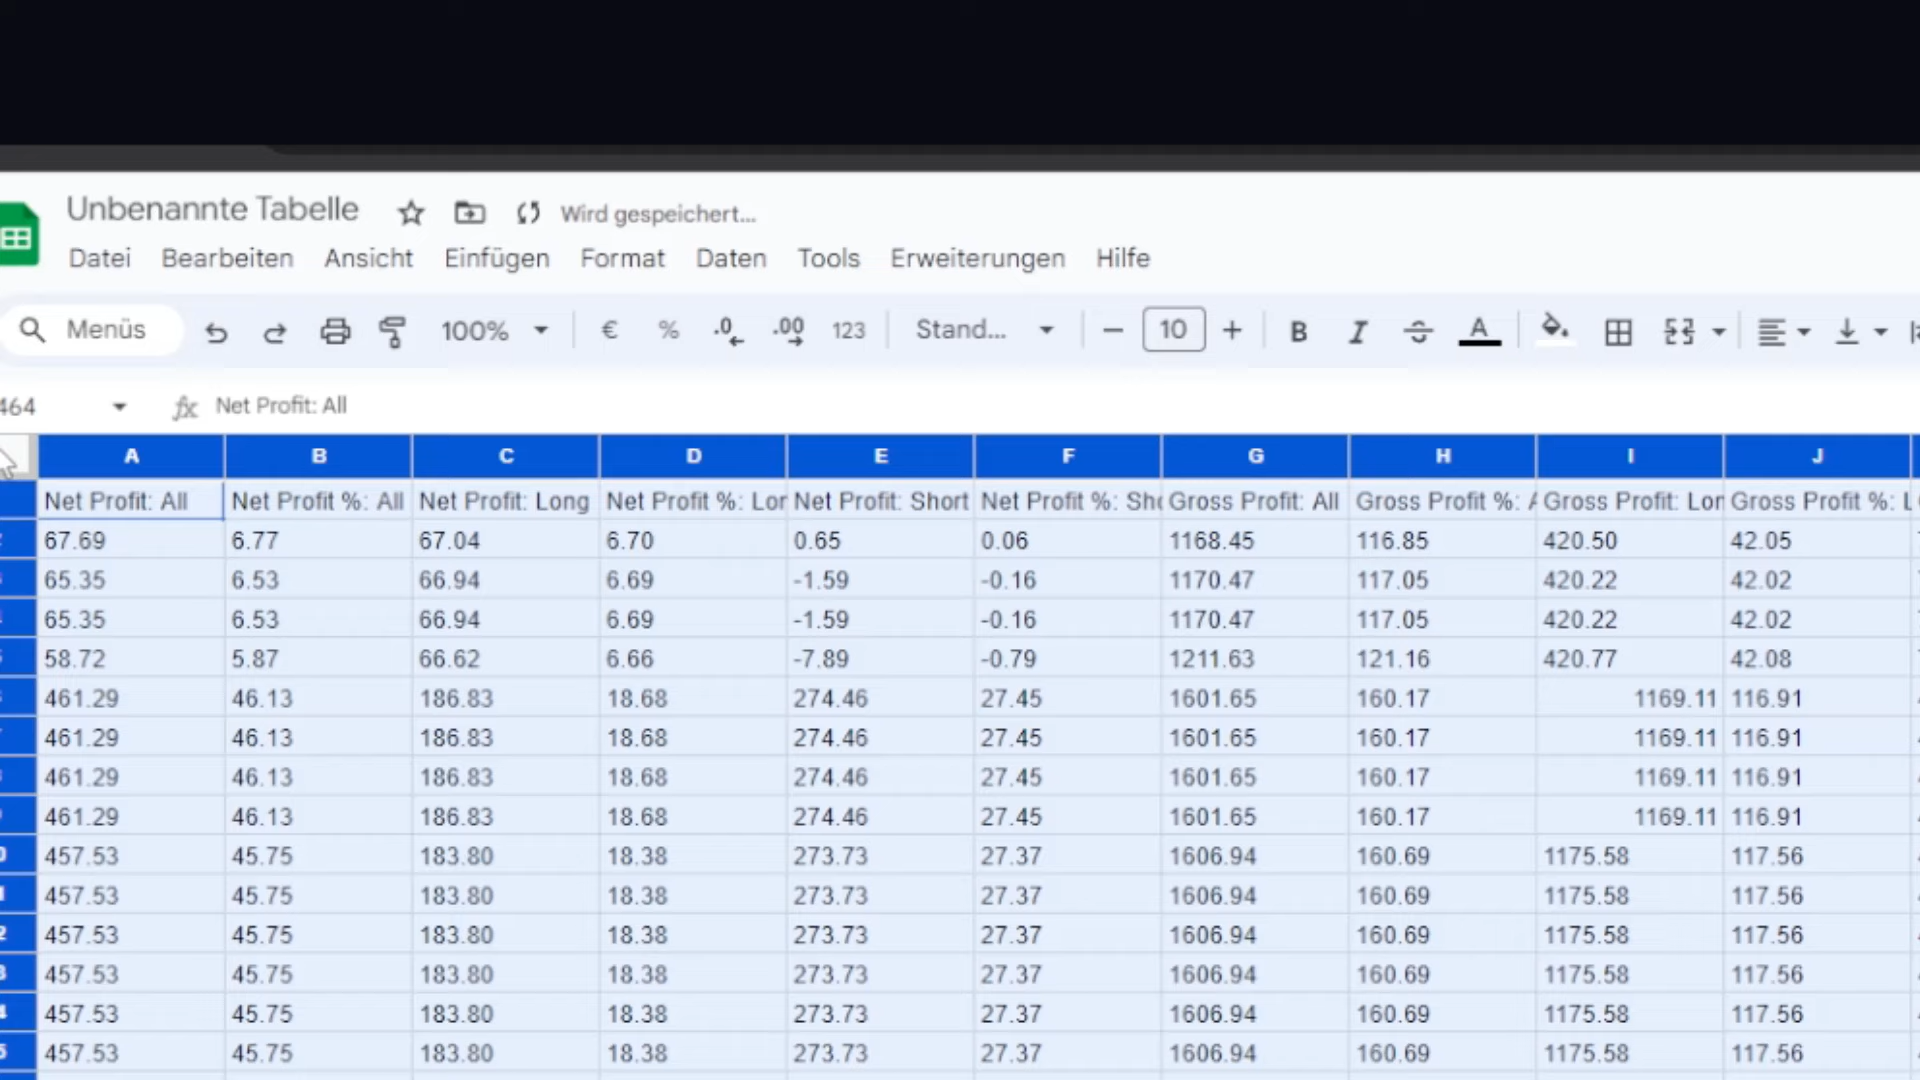 Unbenannte Tabelle Wird gespeichert...
Datei Bearbeiten Ansicht Einfügen Format Daten Tools Erweiterungen Hilfe
Menüs 100% € % .0 .00 123 Stand... 10 B I A
464 fx Net Profit: All
A B C D E F G H I J
Net Profit: All Net Profit %: All Net Profit: Long Net Profit %: Lor Net Profit: Short Net Profit %: Sho Gross Profit: All Gross Profit %: A Gross Profit: Lor Gross Profit %: L
67.69 6.77 67.04 6.70 0.65 0.06 1168.45 116.85 420.50 42.05
65.35 6.53 66.94 6.69 -1.59 -0.16 1170.47 117.05 420.22 42.02
65.35 6.53 66.94 6.69 -1.59 -0.16 1170.47 117.05 420.22 42.02
58.72 5.87 66.62 6.66 -7.89 -0.79 1211.63 121.16 420.77 42.08
461.29 46.13 186.83 18.68 274.46 27.45 1601.65 160.17 1169.11 116.91
461.29 46.13 186.83 18.68 274.46 27.45 1601.65 160.17 1169.11 116.91
461.29 46.13 186.83 18.68 274.46 27.45 1601.65 160.17 1169.11 116.91
461.29 46.13 186.83 18.68 274.46 27.45 1601.65 160.17 1169.11 116.91
457.53 45.75 183.80 18.38 273.73 27.37 1606.94 160.69 1175.58 117.56
457.53 45.75 183.80 18.38 273.73 27.37 1606.94 160.69 1175.58 117.56
457.53 45.75 183.80 18.38 273.73 27.37 1606.94 160.69 1175.58 117.56
457.53 45.75 183.80 18.38 273.73 27.37 1606.94 160.69 1175.58 117.56
457.53 45.75 183.80 18.38 273.73 27.37 1606.94 160.69 1175.58 117.56
457.53 45.75 183.80 18.38 273.73 27.37 1606.94 160.69 1175.58 117.56